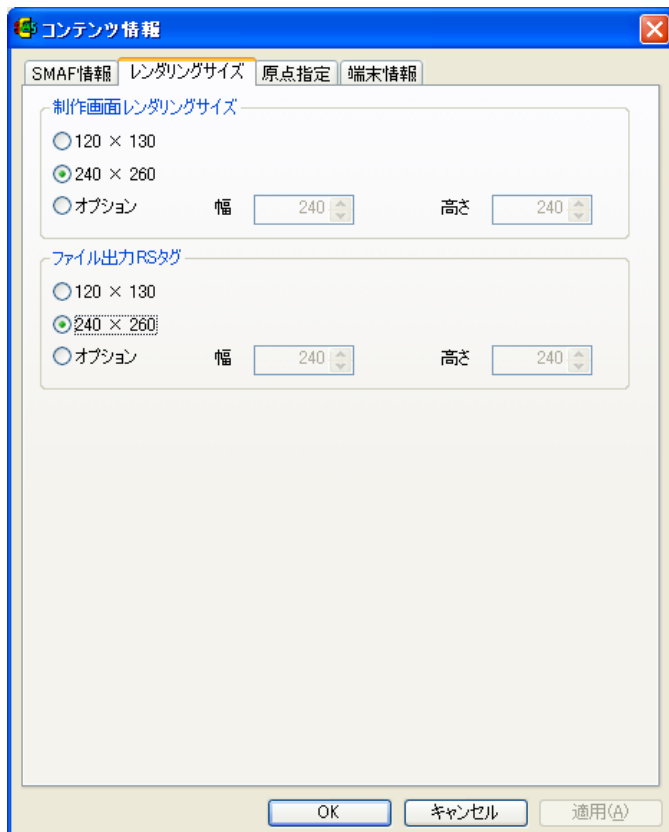 コンテンツ情報
SMAF情報 レンダリングサイズ 原点指定 端末情報
制作画面レンダリングサイズ
120 × 130
240 × 260
オプション 幅 240 高さ 240
ファイル出力RSタグ
120 × 130
240 × 260
オプション 幅 240 高さ 240
OK キャンセル 適用(A)